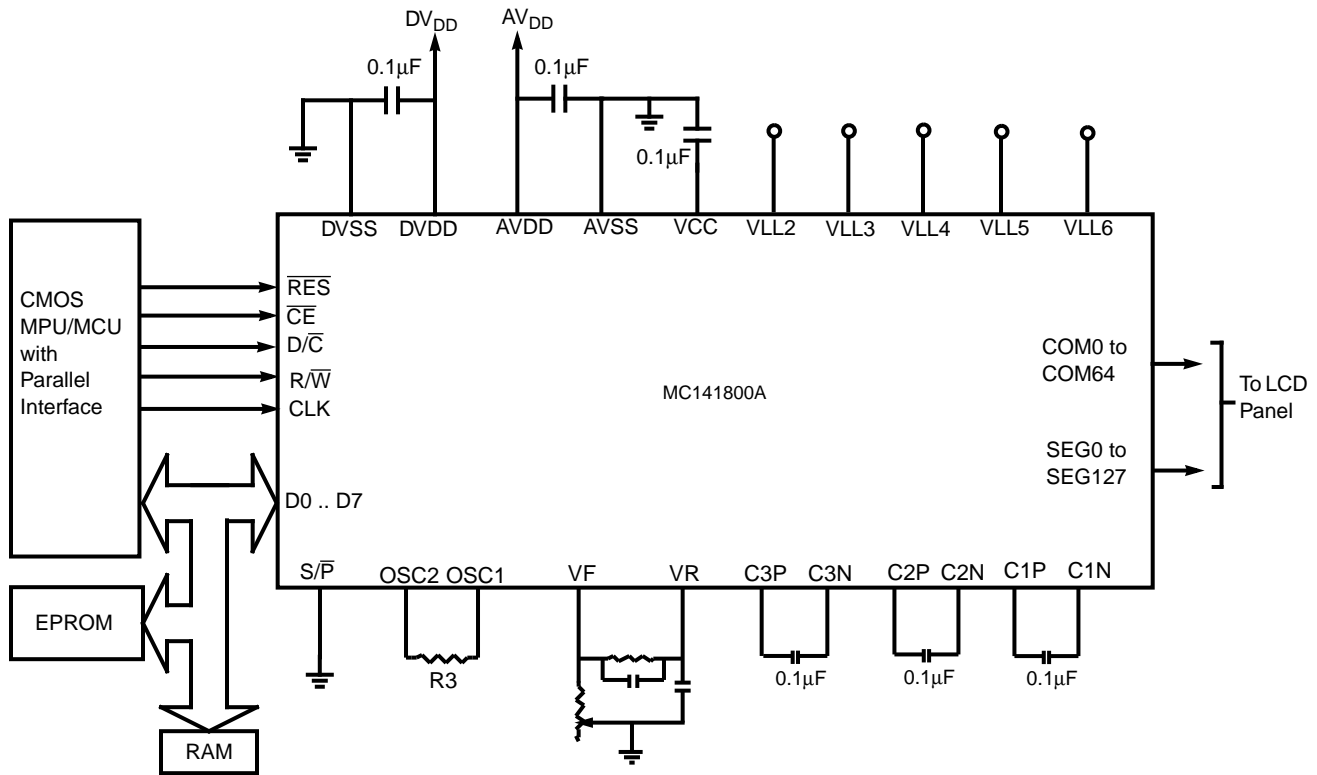 DVDD AVDD
0.1μF 0.1μF
0.1μF
DVSS DVDD AVDD AVSS VCC VLL2 VLL3 VLL4 VLL5 VLL6
CMOS
MPU/MCU
with
Parallel
Interface
R̅E̅S̅
C̅E̅
D/C̅
R/W̅
CLK
D0 .. D7
MC141800A
COM0 to
COM64
SEG0 to
SEG127
To LCD
Panel
S/P̅ OSC2 OSC1 VF VR C3P C3N C2P C2N C1P C1N
EPROM
R3
0.1μF 0.1μF 0.1μF
RAM